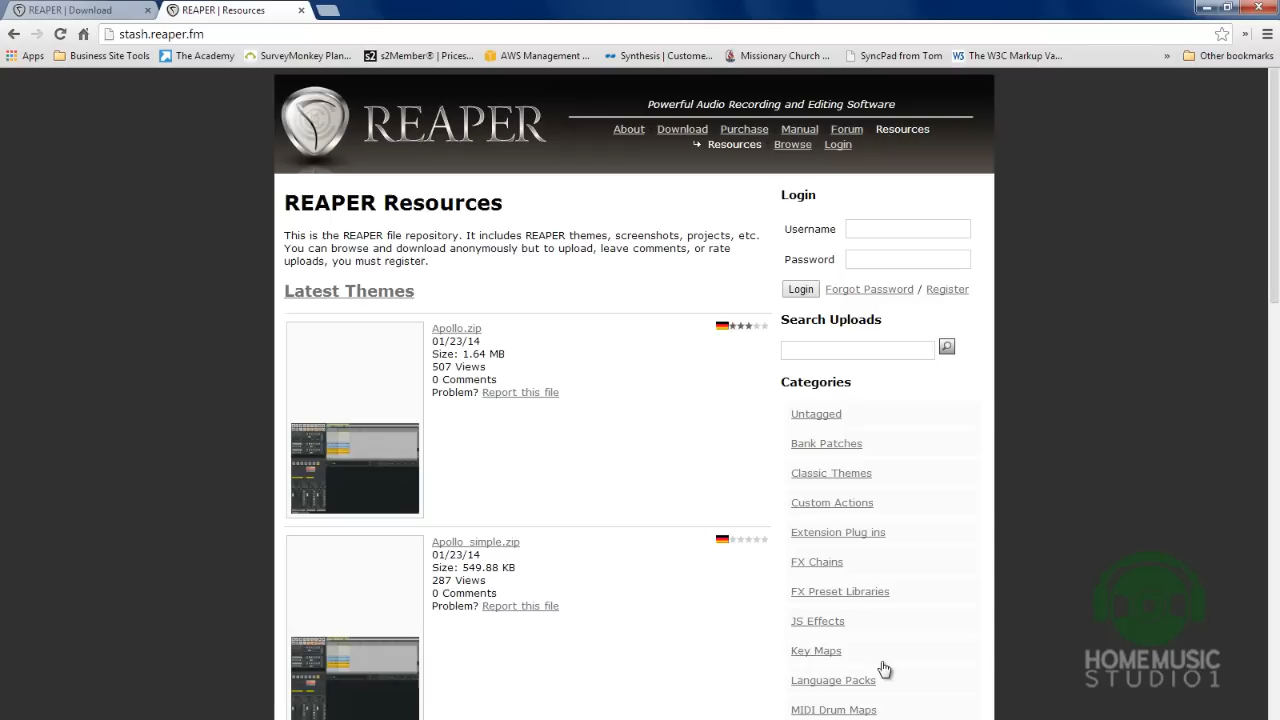 REAPER | Download
REAPER | Resources
stash.reaper.fm
Apps
Business Site Tools
The Academy
SurveyMonkey Plan...
s2Member® | Prices...
AWS Management ...
Synthesis | Custome...
Missionary Church ...
SyncPad from Tom
The W3C Markup Va...
»
Other bookmarks
REAPER
Powerful Audio Recording and Editing Software
About Download Purchase Manual Forum Resources
Resources Browse Login
REAPER Resources
This is the REAPER file repository. It includes REAPER themes, screenshots, projects, etc.
You can browse and download anonymously but to upload, leave comments, or rate
uploads, you must register.
Latest Themes
Apollo.zip
01/23/14
Size: 1.64 MB
507 Views
0 Comments
Problem? Report this file
Apollo_simple.zip
01/23/14
Size: 549.88 KB
287 Views
0 Comments
Problem? Report this file
Login
Username
Password
Login Forgot Password / Register
Search Uploads
Categories
Untagged
Bank Patches
Classic Themes
Custom Actions
Extension Plug ins
FX Chains
FX Preset Libraries
JS Effects
Key Maps
Language Packs
MIDI Drum Maps
HOMEMUSIC
STUDIO1